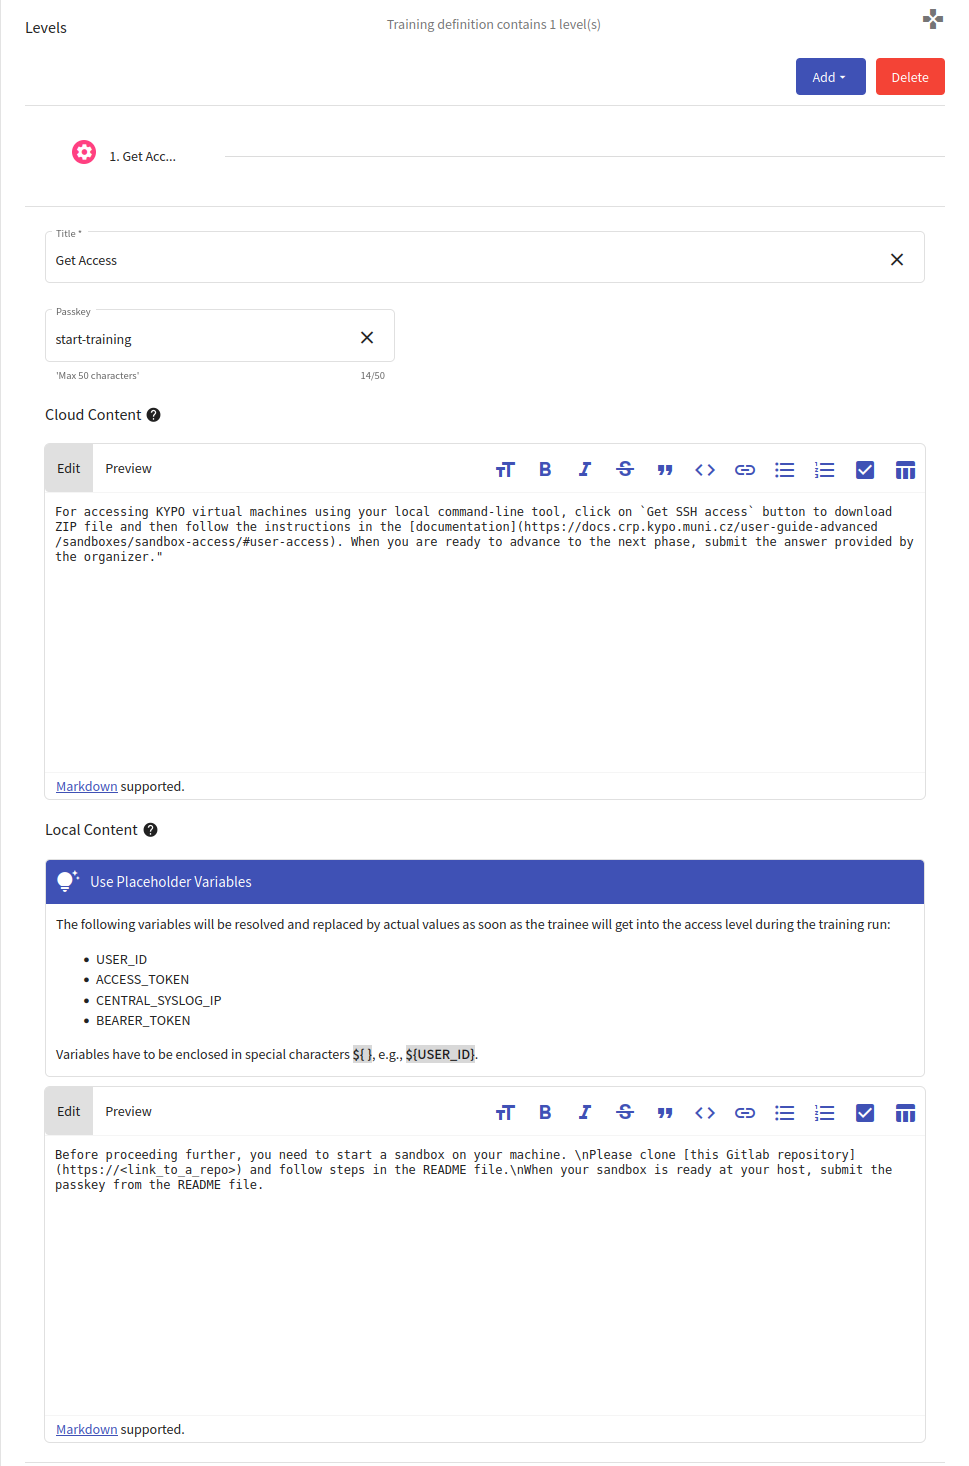 Levels
Training definition contains 1 level(s)
Add
Delete
1. Get Acc...
Title *
Get Access
Passkey
start-training
'Max 50 characters'
14/50
Cloud Content
Edit
Preview
For accessing KYPO virtual machines using your local command-line tool, click on `Get SSH access` button to download
ZIP file and then follow the instructions in the [documentation](https://docs.crp.kypo.muni.cz/user-guide-advanced
/sandboxes/sandbox-access/#user-access). When you are ready to advance to the next phase, submit the answer provided by
the organizer."
Markdown supported.
Local Content
Use Placeholder Variables
The following variables will be resolved and replaced by actual values as soon as the trainee will get into the access level during the training run:
• USER_ID
• ACCESS_TOKEN
• CENTRAL_SYSLOG_IP
• BEARER_TOKEN
Variables have to be enclosed in special characters ${ }, e.g., ${USER_ID}.
Edit
Preview
Before proceeding further, you need to start a sandbox on your machine. \nPlease clone [this Gitlab repository]
(https://<link_to_a_repo>) and follow steps in the README file.\nWhen your sandbox is ready at your host, submit the
passkey from the README file.
Markdown supported.